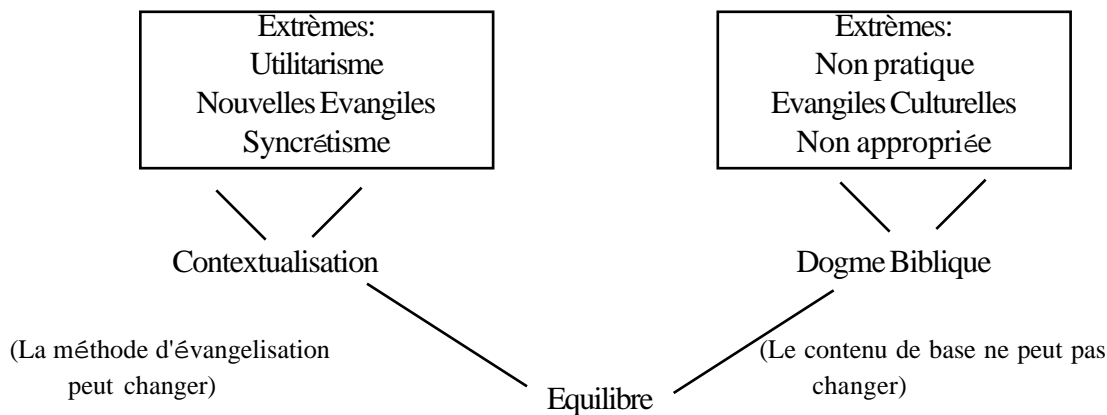 Extrèmes:
Utilitarisme
Nouvelles Evangiles
Syncrétisme
Extrèmes:
Non pratique
Evangiles Culturelles
Non appropriée
Contextualisation
Dogme Biblique
(La méthode d'évangelisation
peut changer)
(Le contenu de base ne peut pas
changer)
Equilibre